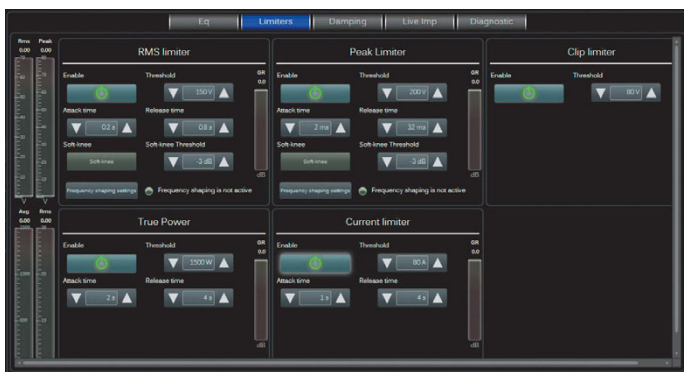 Eq Limiters Damping Live Imp Diagnostic
Rms Peak
0.00 0.00
RMS limiter
Enable Threshold GR
150 V 0.0
Attack time Release time
0.2 s 0.8 s
Soft-knee Soft-knee Threshold
Soft-knee -3 dB
Frequency shaping settings Frequency shaping is not active
dB
Peak Limiter
Enable Threshold GR
200 V 0.0
Attack time Release time
2 ms 32 ms
Soft-knee Soft-knee Threshold
Soft-knee -3 dB
Frequency shaping settings Frequency shaping is not active
dB
Clip limiter
Enable Threshold
80 V
V V
Avg Rms
0.00 0.00
True Power
Enable Threshold GR
1500 W 0.0
Attack time Release time
2 s 4 s
dB
Current limiter
Enable Threshold GR
80 A 0.0
Attack time Release time
1 s 4 s
dB